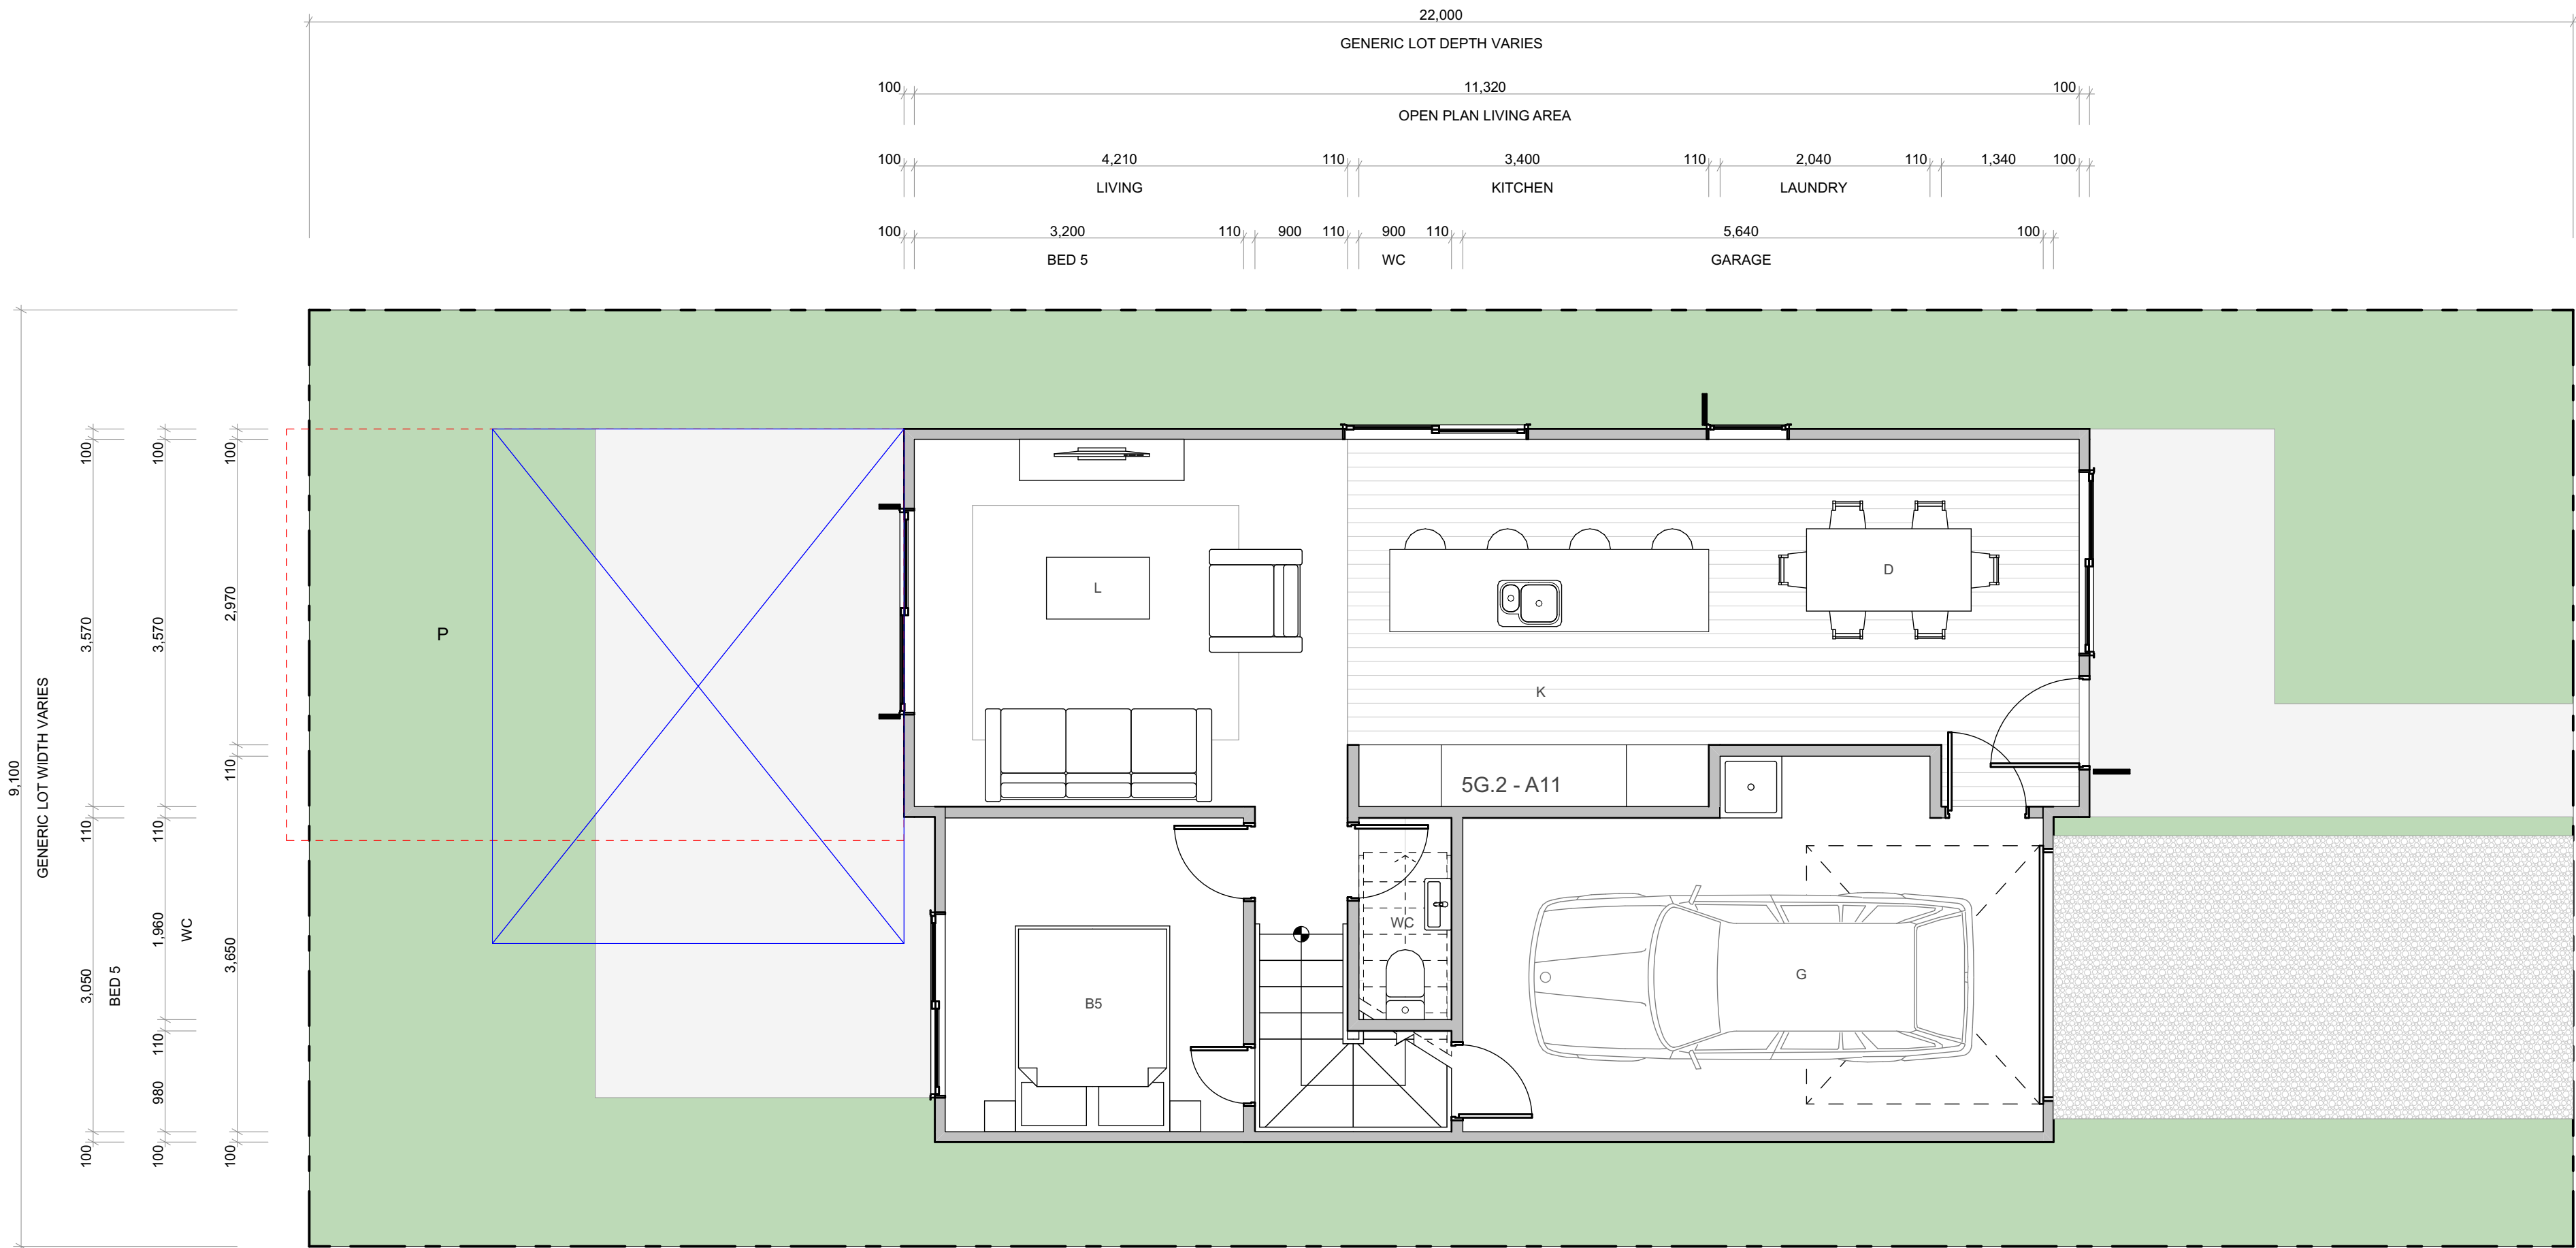 22,000
GENERIC LOT DEPTH VARIES
100 11,320 100
OPEN PLAN LIVING AREA
100 4,210 110 3,400 110 2,040 110 1,340 100
LIVING KITCHEN LAUNDRY
100 3,200 110 900 110 900 110 5,640 100
BED 5 WC GARAGE
9,100
GENERIC LOT WIDTH VARIES
100 3,570 110 3,050 100
BED 5
100 3,570 110 1,960 110 980 100
WC
100 2,970 110 3,650 100
P
L
D
K
5G.2 - A11
WC
B5
G